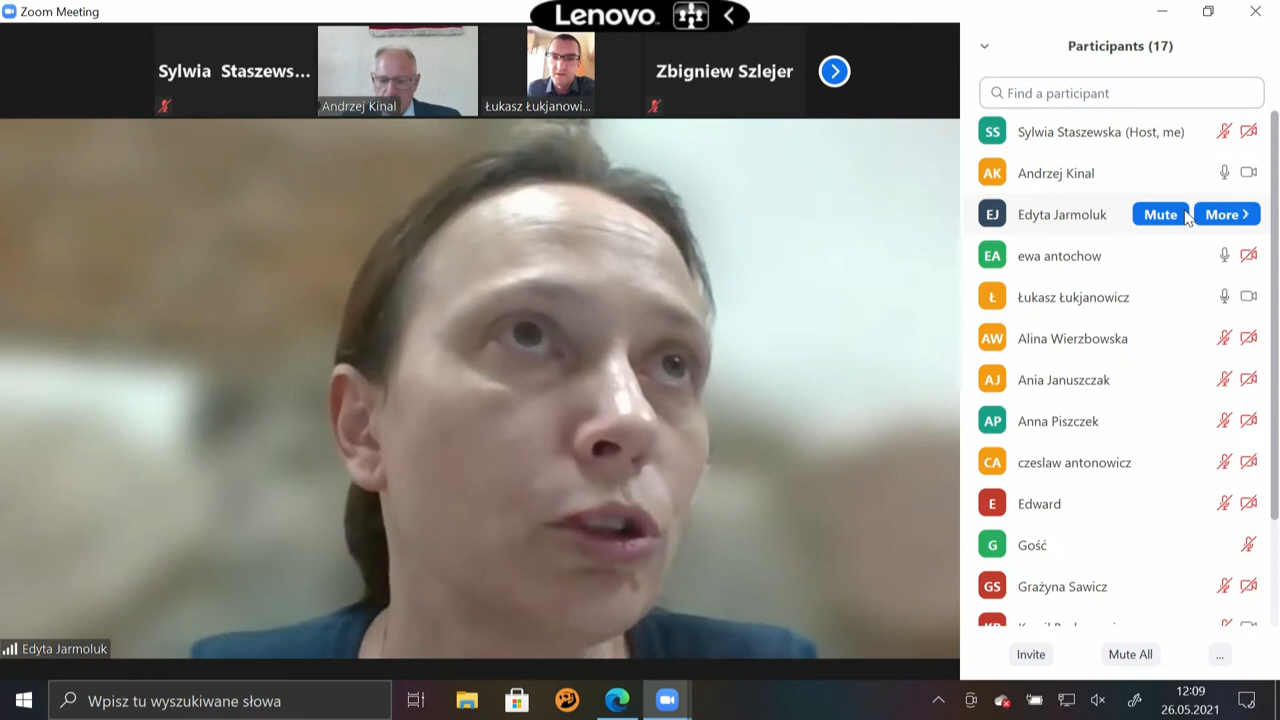 Zoom Meeting
Lenovo
Sylwia Staszews...
Andrzej Kinal
Łukasz Łukjanowi...
Zbigniew Szlejer
Edyta Jarmoluk
Participants (17)
Find a participant
SS Sylwia Staszewska (Host, me)
AK Andrzej Kinal
EJ Edyta Jarmoluk Mute More
EA ewa antochow
Ł Łukasz Łukjanowicz
AW Alina Wierzbowska
AJ Ania Januszczak
AP Anna Piszczek
CA czeslaw antonowicz
E Edward
G Gość
GS Grażyna Sawicz
Invite Mute All ...
Wpisz tu wyszukiwane słowa
12:09
26.05.2021